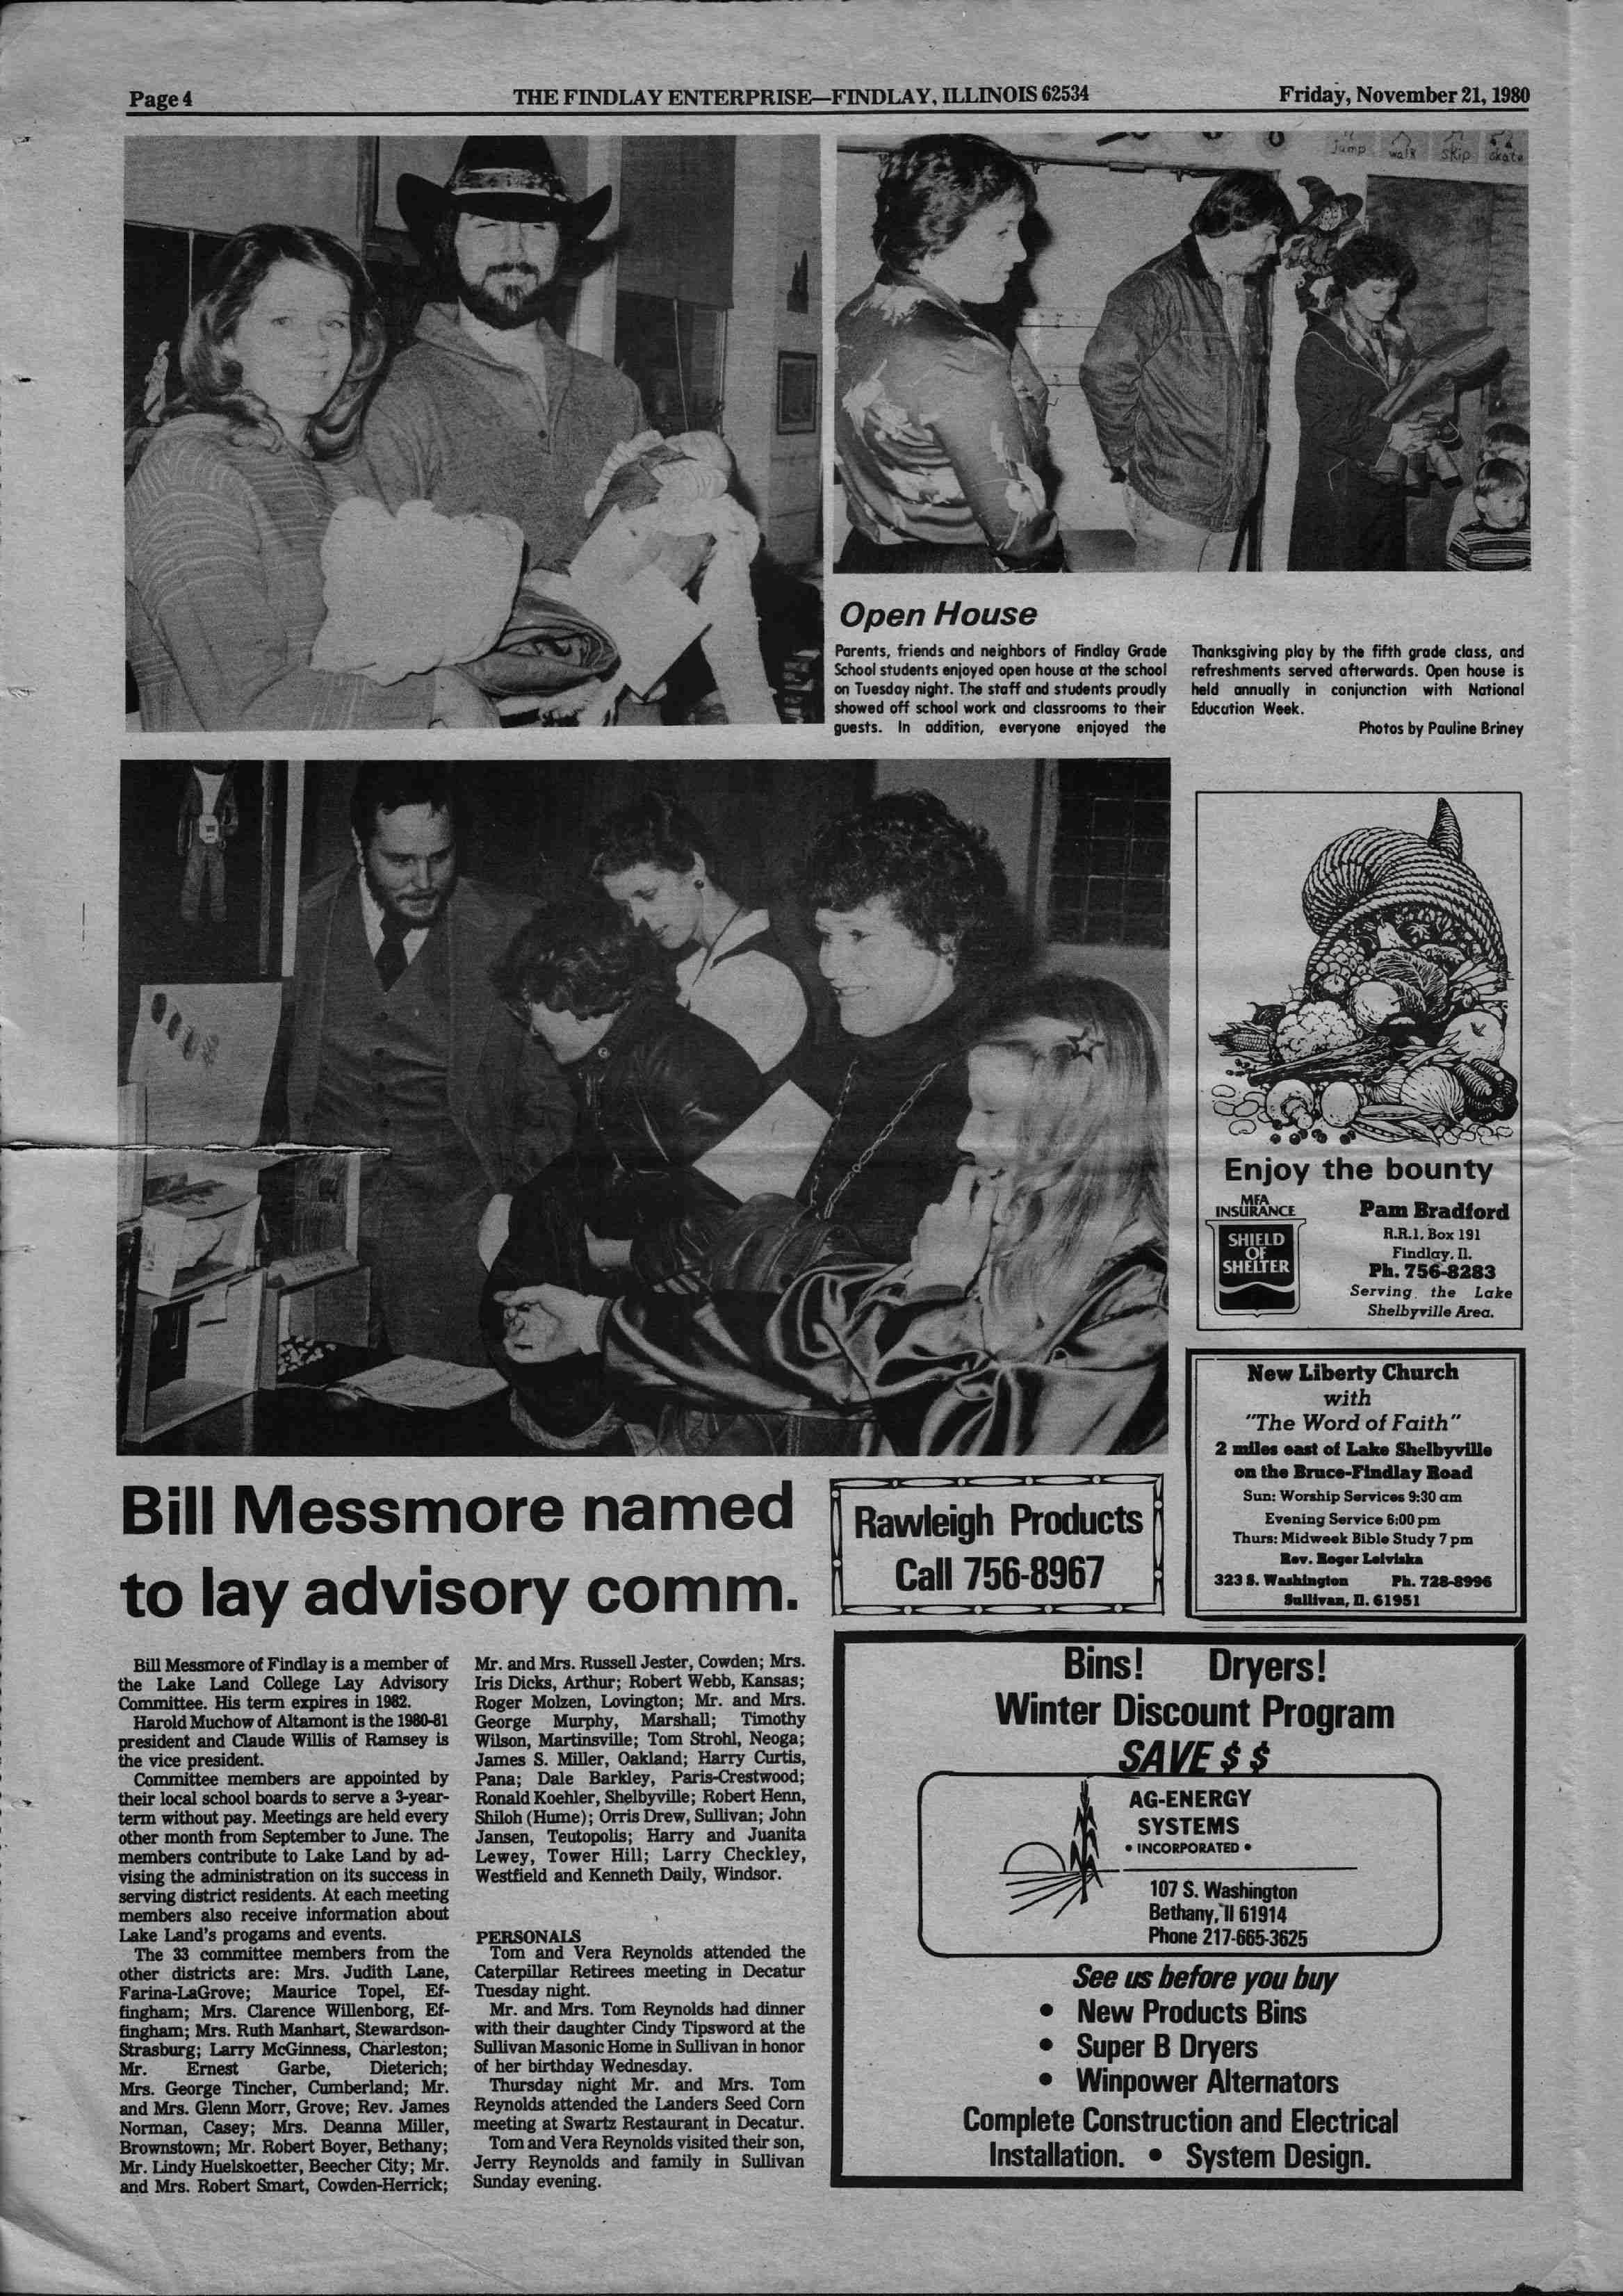 Page 4
THE FINDLAY ENTERPRISE—FINDLAY, ILLINOIS 62534
Friday, November 21, 1980
jump walk skip skate
Open House
Parents, friends and neighbors of Findlay Grade
School students enjoyed open house at the school
on Tuesday night. The staff and students proudly
showed off school work and classrooms to their
guests. In addition, everyone enjoyed the
Thanksgiving play by the fifth grade class, and
refreshments served afterwards. Open house is
held annually in conjunction with National
Education Week.
Photos by Pauline Briney
Enjoy the bounty
MFA
INSURANCE
SHIELD
OF
SHELTER
Pam Bradford
R.R.1, Box 191
Findlay, Il.
Ph. 756-8283
Serving the Lake
Shelbyville Area.
New Liberty Church
with
"The Word of Faith"
2 miles east of Lake Shelbyville
on the Bruce-Findlay Road
Sun: Worship Services 9:30 am
Evening Service 6:00 pm
Thurs: Midweek Bible Study 7 pm
Rev. Roger Leiviska
323 S. Washington Ph. 728-8996
Sullivan, Il. 61951
Bill Messmore named
to lay advisory comm.
Bill Messmore of Findlay is a member of
the Lake Land College Lay Advisory
Committee. His term expires in 1982.
Harold Muchow of Altamont is the 1980-81
president and Claude Willis of Ramsey is
the vice president.
Committee members are appointed by
their local school boards to serve a 3-year-
term without pay. Meetings are held every
other month from September to June. The
members contribute to Lake Land by ad-
vising the administration on its success in
serving district residents. At each meeting
members also receive information about
Lake Land's progams and events.
The 33 committee members from the
other districts are: Mrs. Judith Lane,
Farina-LaGrove; Maurice Topel, Ef-
fingham; Mrs. Clarence Willenborg, Ef-
fingham; Mrs. Ruth Manhart, Stewardson-
Strasburg; Larry McGinness, Charleston;
Mr. Ernest Garbe, Dieterich;
Mrs. George Tincher, Cumberland; Mr.
and Mrs. Glenn Morr, Grove; Rev. James
Norman, Casey; Mrs. Deanna Miller,
Brownstown; Mr. Robert Boyer, Bethany;
Mr. Lindy Huelskoetter, Beecher City; Mr.
and Mrs. Robert Smart, Cowden-Herrick;
Mr. and Mrs. Russell Jester, Cowden; Mrs.
Iris Dicks, Arthur; Robert Webb, Kansas;
Roger Molzen, Lovington; Mr. and Mrs.
George Murphy, Marshall; Timothy
Wilson, Martinsville; Tom Strohl, Neoga;
James S. Miller, Oakland; Harry Curtis,
Pana; Dale Barkley, Paris-Crestwood;
Ronald Koehler, Shelbyville; Robert Henn,
Shiloh (Hume); Orris Drew, Sullivan; John
Jansen, Teutopolis; Harry and Juanita
Lewey, Tower Hill; Larry Checkley,
Westfield and Kenneth Daily, Windsor.
PERSONALS
Tom and Vera Reynolds attended the
Caterpillar Retirees meeting in Decatur
Tuesday night.
Mr. and Mrs. Tom Reynolds had dinner
with their daughter Cindy Tipsword at the
Sullivan Masonic Home in Sullivan in honor
of her birthday Wednesday.
Thursday night Mr. and Mrs. Tom
Reynolds attended the Landers Seed Corn
meeting at Swartz Restaurant in Decatur.
Tom and Vera Reynolds visited their son,
Jerry Reynolds and family in Sullivan
Sunday evening.
Rawleigh Products
Call 756-8967
Bins! Dryers!
Winter Discount Program
SAVE $ $
AG-ENERGY
SYSTEMS
• INCORPORATED •
107 S. Washington
Bethany, Il 61914
Phone 217-665-3625
See us before you buy
• New Products Bins
• Super B Dryers
• Winpower Alternators
Complete Construction and Electrical
Installation. • System Design.